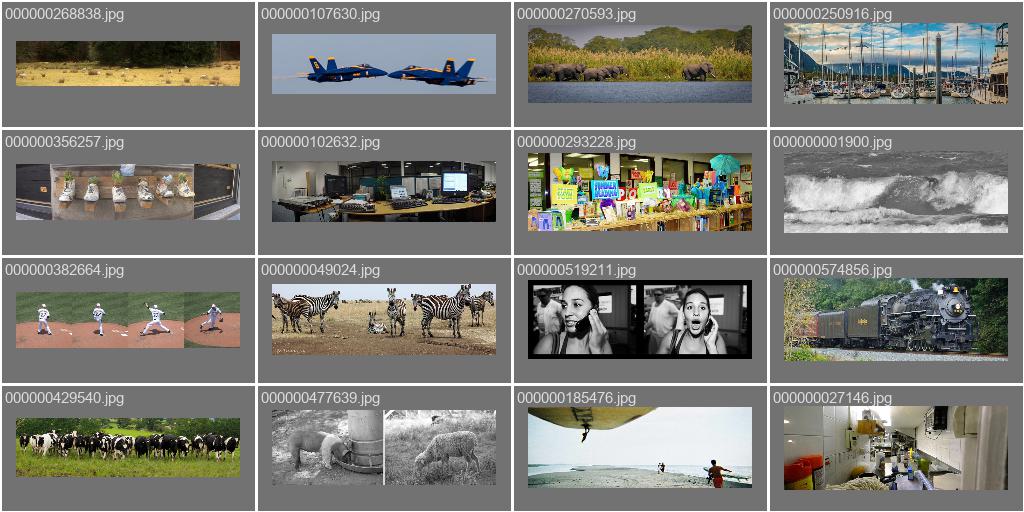 000000268838.jpg
000000107630.jpg
000000270593.jpg
000000250916.jpg
000000356257.jpg
000000102632.jpg
000000293228.jpg
000000001900.jpg
000000382664.jpg
000000049024.jpg
000000519211.jpg
000000574856.jpg
000000429540.jpg
000000477639.jpg
000000185476.jpg
000000027146.jpg